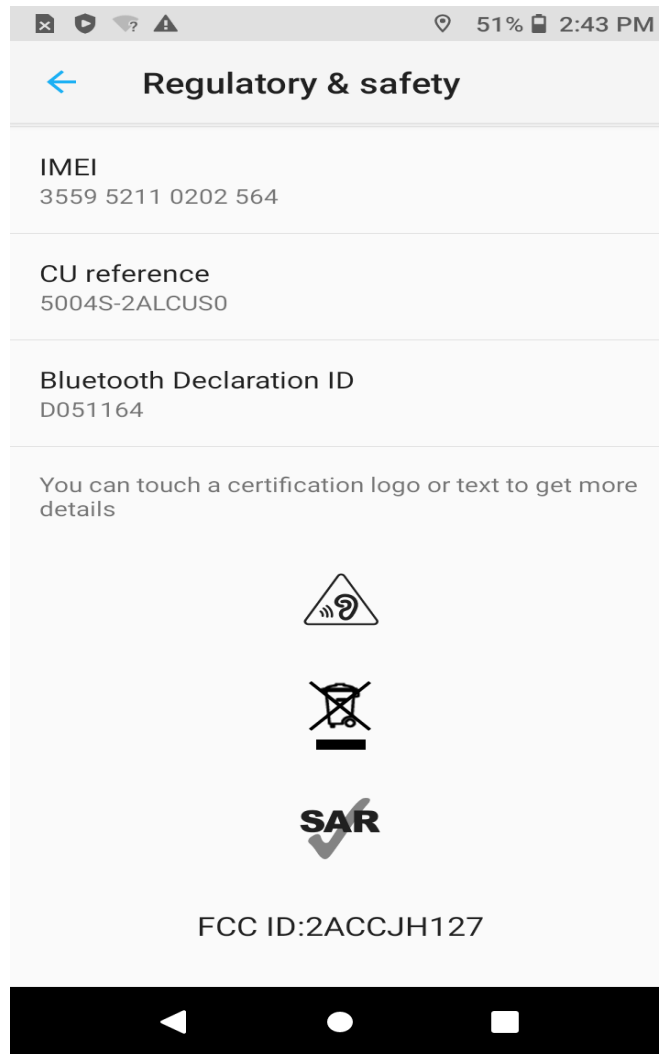 51% 2:43 PM
Regulatory & safety
IMEI
3559 5211 0202 564
CU reference
5004S-2ALCUS0
Bluetooth Declaration ID
D051164
You can touch a certification logo or text to get more
details
SAR
FCC ID:2ACCJH127